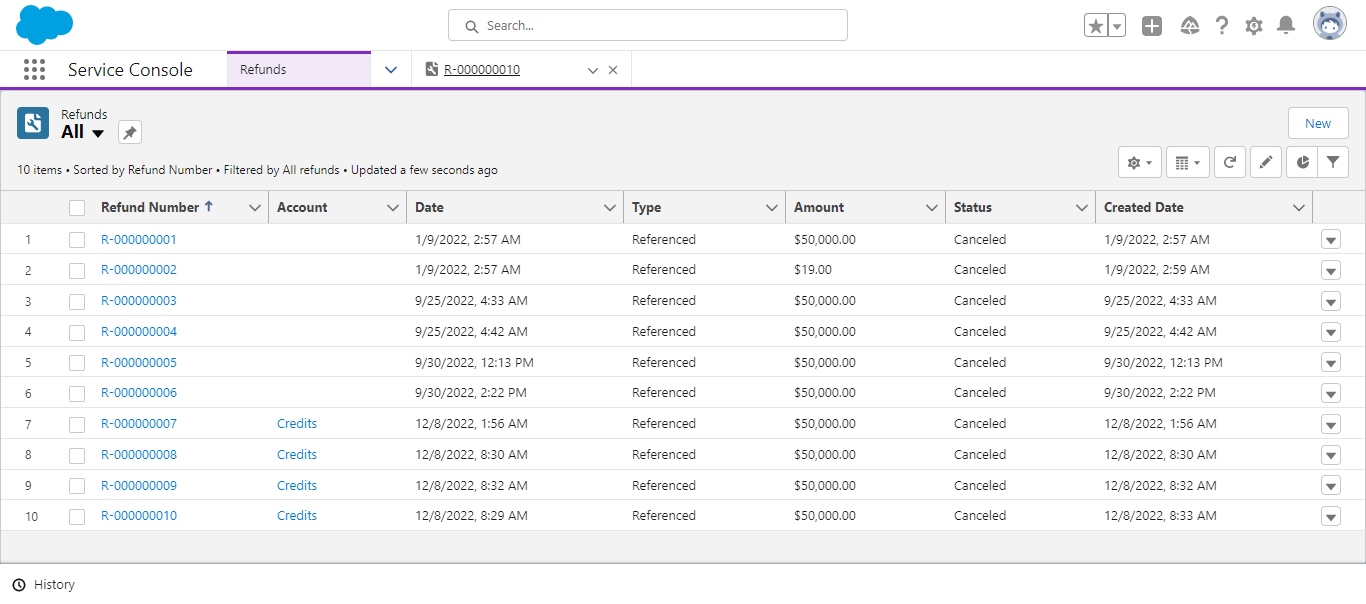 Search...
Service Console
Refunds
R-000000010
Refunds
All
New
10 items • Sorted by Refund Number • Filtered by All refunds • Updated a few seconds ago
Refund Number Account Date Type Amount Status Created Date
1 R-000000001 1/9/2022, 2:57 AM Referenced $50,000.00 Canceled 1/9/2022, 2:57 AM
2 R-000000002 1/9/2022, 2:57 AM Referenced $19.00 Canceled 1/9/2022, 2:59 AM
3 R-000000003 9/25/2022, 4:33 AM Referenced $50,000.00 Canceled 9/25/2022, 4:33 AM
4 R-000000004 9/25/2022, 4:42 AM Referenced $50,000.00 Canceled 9/25/2022, 4:42 AM
5 R-000000005 9/30/2022, 12:13 PM Referenced $50,000.00 Canceled 9/30/2022, 12:13 PM
6 R-000000006 9/30/2022, 2:22 PM Referenced $50,000.00 Canceled 9/30/2022, 2:22 PM
7 R-000000007 Credits 12/8/2022, 1:56 AM Referenced $50,000.00 Canceled 12/8/2022, 1:56 AM
8 R-000000008 Credits 12/8/2022, 8:30 AM Referenced $50,000.00 Canceled 12/8/2022, 8:30 AM
9 R-000000009 Credits 12/8/2022, 8:32 AM Referenced $50,000.00 Canceled 12/8/2022, 8:32 AM
10 R-000000010 Credits 12/8/2022, 8:29 AM Referenced $50,000.00 Canceled 12/8/2022, 8:33 AM
History